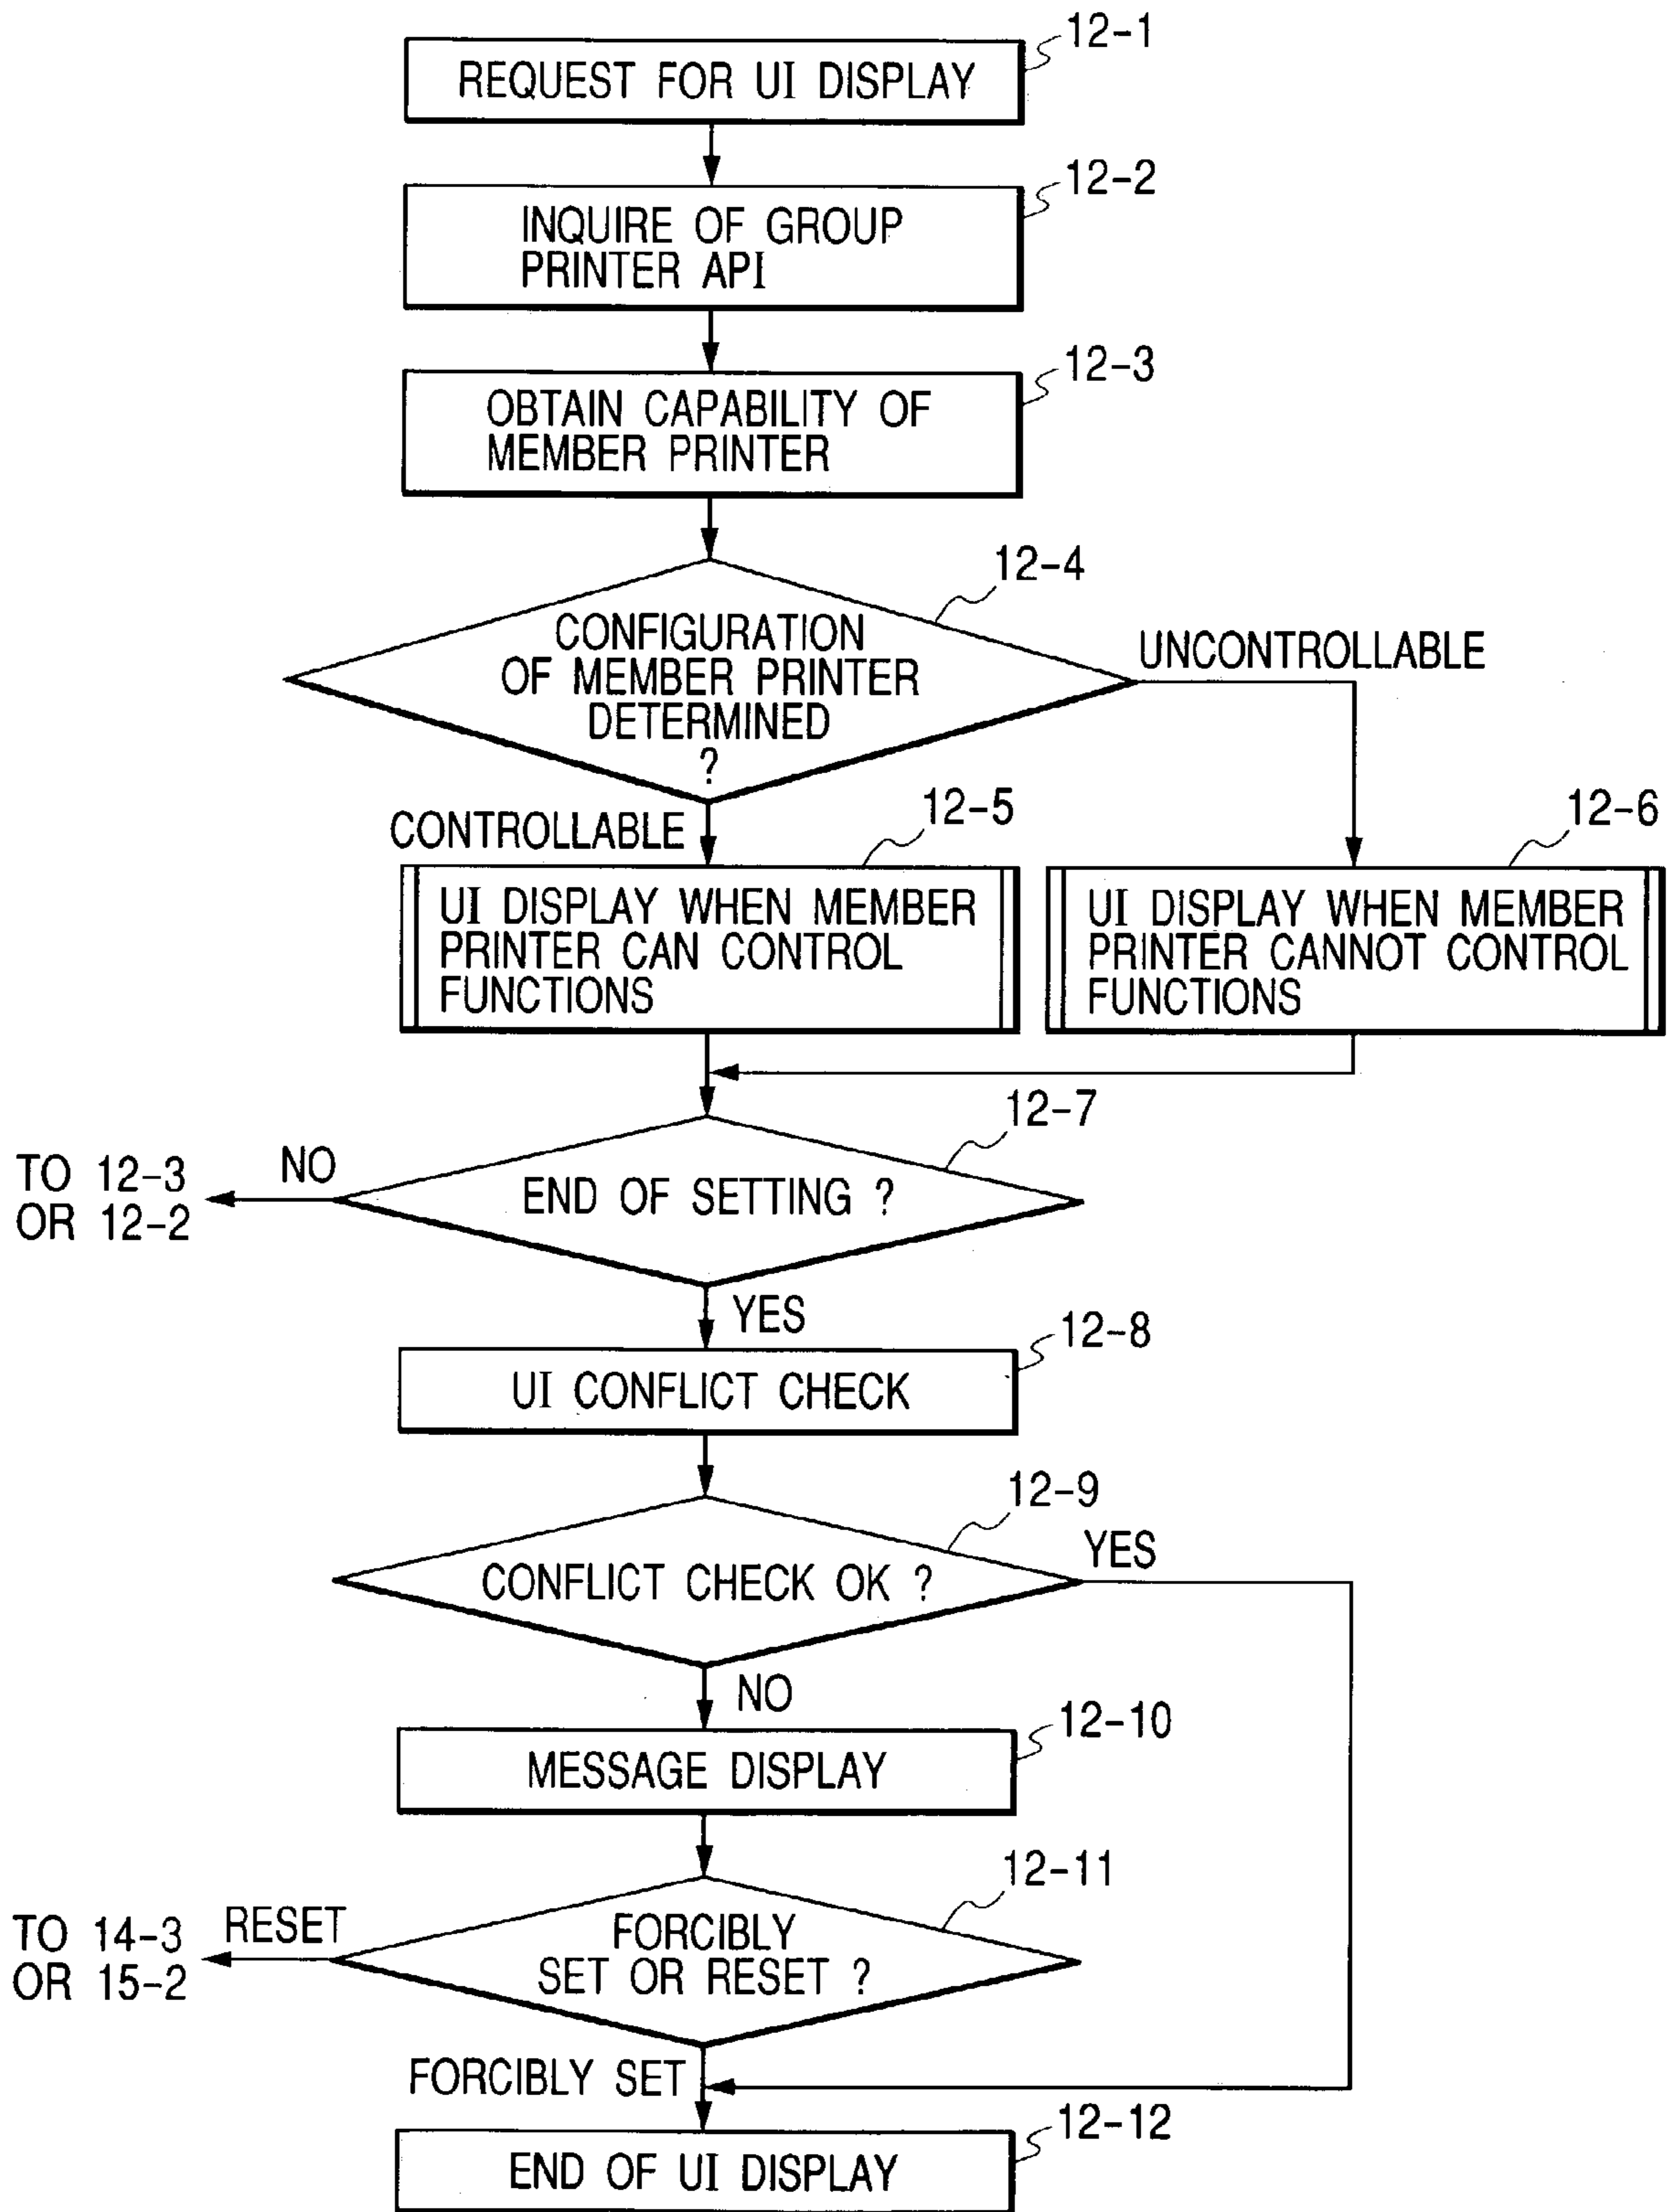 12-1
REQUEST FOR UI DISPLAY
12-2
INQUIRE OF GROUP
PRINTER API
12-3
OBTAIN CAPABILITY OF
MEMBER PRINTER
12-4
CONFIGURATION
OF MEMBER PRINTER
DETERMINED
?
UNCONTROLLABLE
CONTROLLABLE
12-5
UI DISPLAY WHEN MEMBER
PRINTER CAN CONTROL
FUNCTIONS
12-6
UI DISPLAY WHEN MEMBER
PRINTER CANNOT CONTROL
FUNCTIONS
12-7
END OF SETTING ?
NO
TO 12-3
OR 12-2
YES
12-8
UI CONFLICT CHECK
12-9
CONFLICT CHECK OK ?
YES
NO
12-10
MESSAGE DISPLAY
12-11
FORCIBLY
SET OR RESET ?
RESET
TO 14-3
OR 15-2
FORCIBLY SET
12-12
END OF UI DISPLAY